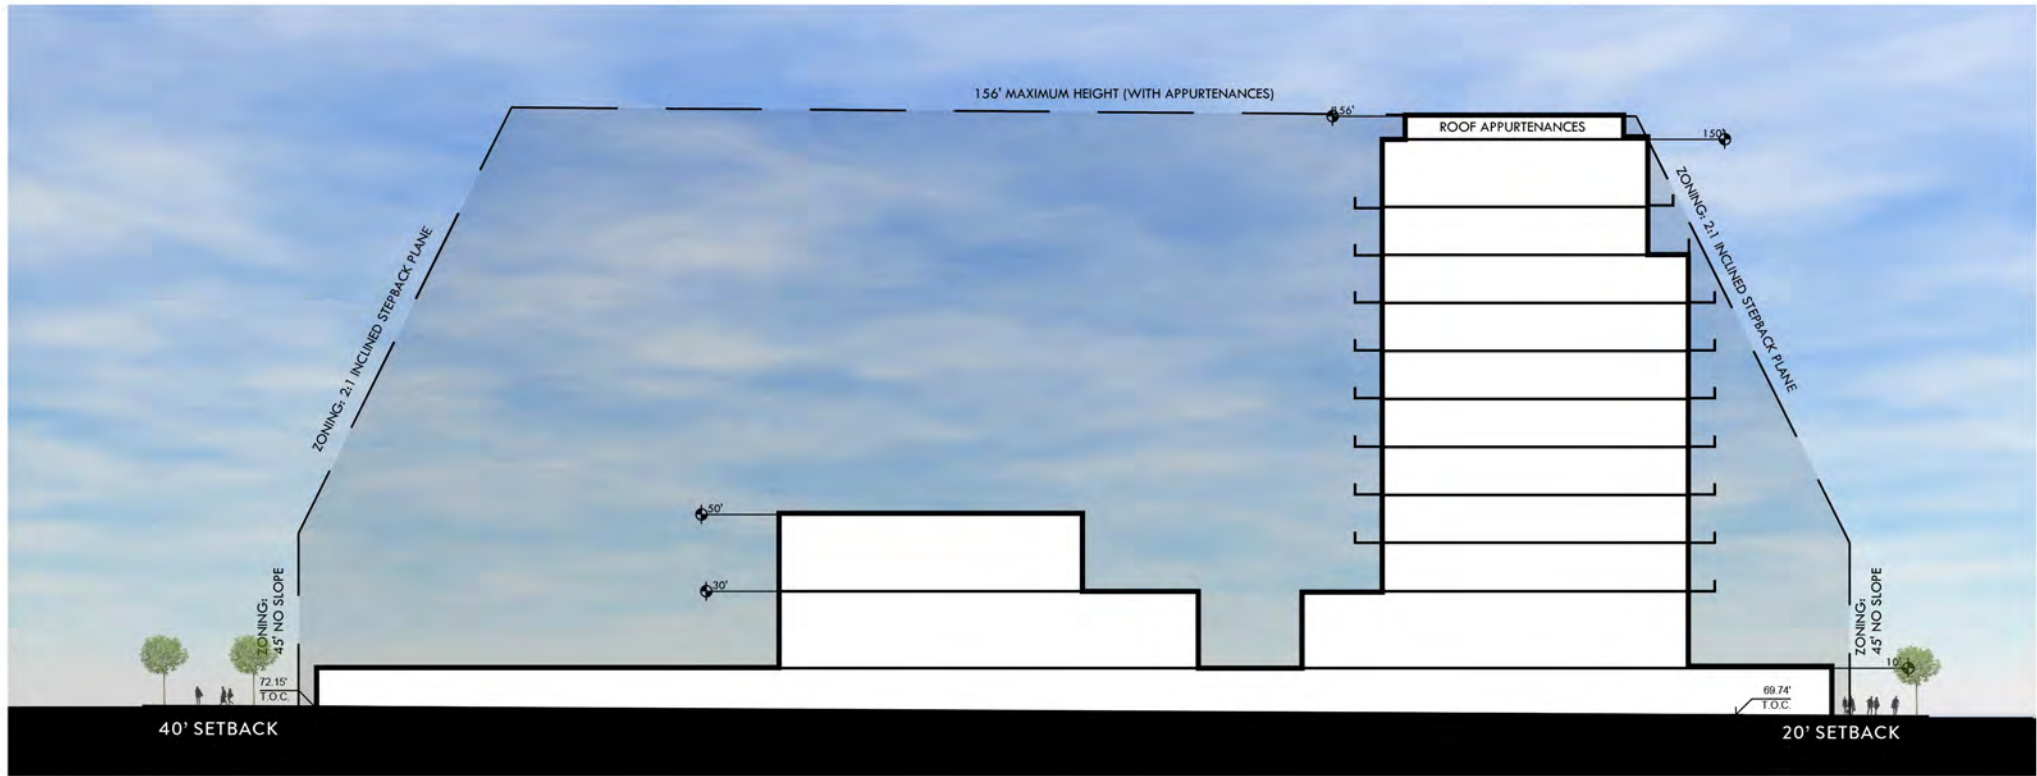 156' MAXIMUM HEIGHT (WITH APPURTENANCES)
156'
ROOF APPURTENANCES
150'
ZONING: 2:1 INCLINED STEPBACK PLANE
ZONING: 2:1 INCLINED STEPBACK PLANE
50'
30'
ZONING:
45' NO SLOPE
ZONING:
45' NO SLOPE
10'
72.15'
T.O.C.
69.74'
T.O.C.
40' SETBACK
20' SETBACK